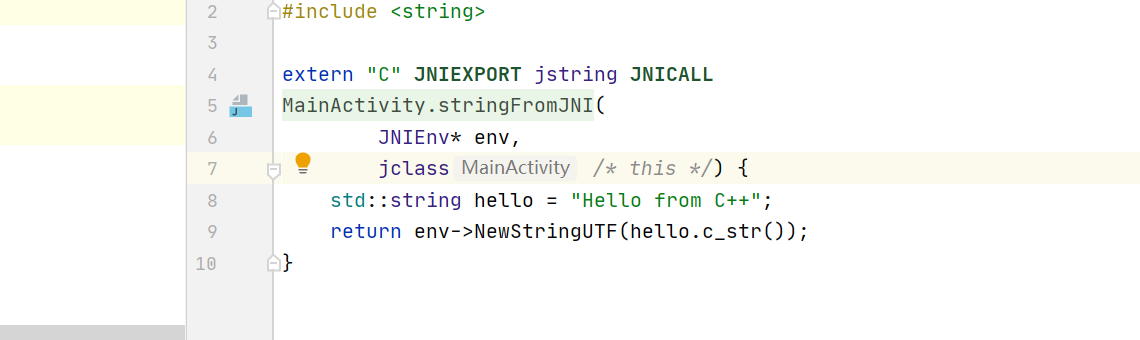 2 #include <string>
3
4 extern "C" JNIEXPORT jstring JNICALL
5 J MainActivity.stringFromJNI(
6 JNIEnv* env,
7 jclass MainActivity /* this */) {
8 std::string hello = "Hello from C++";
9 return env->NewStringUTF(hello.c_str());
10 }